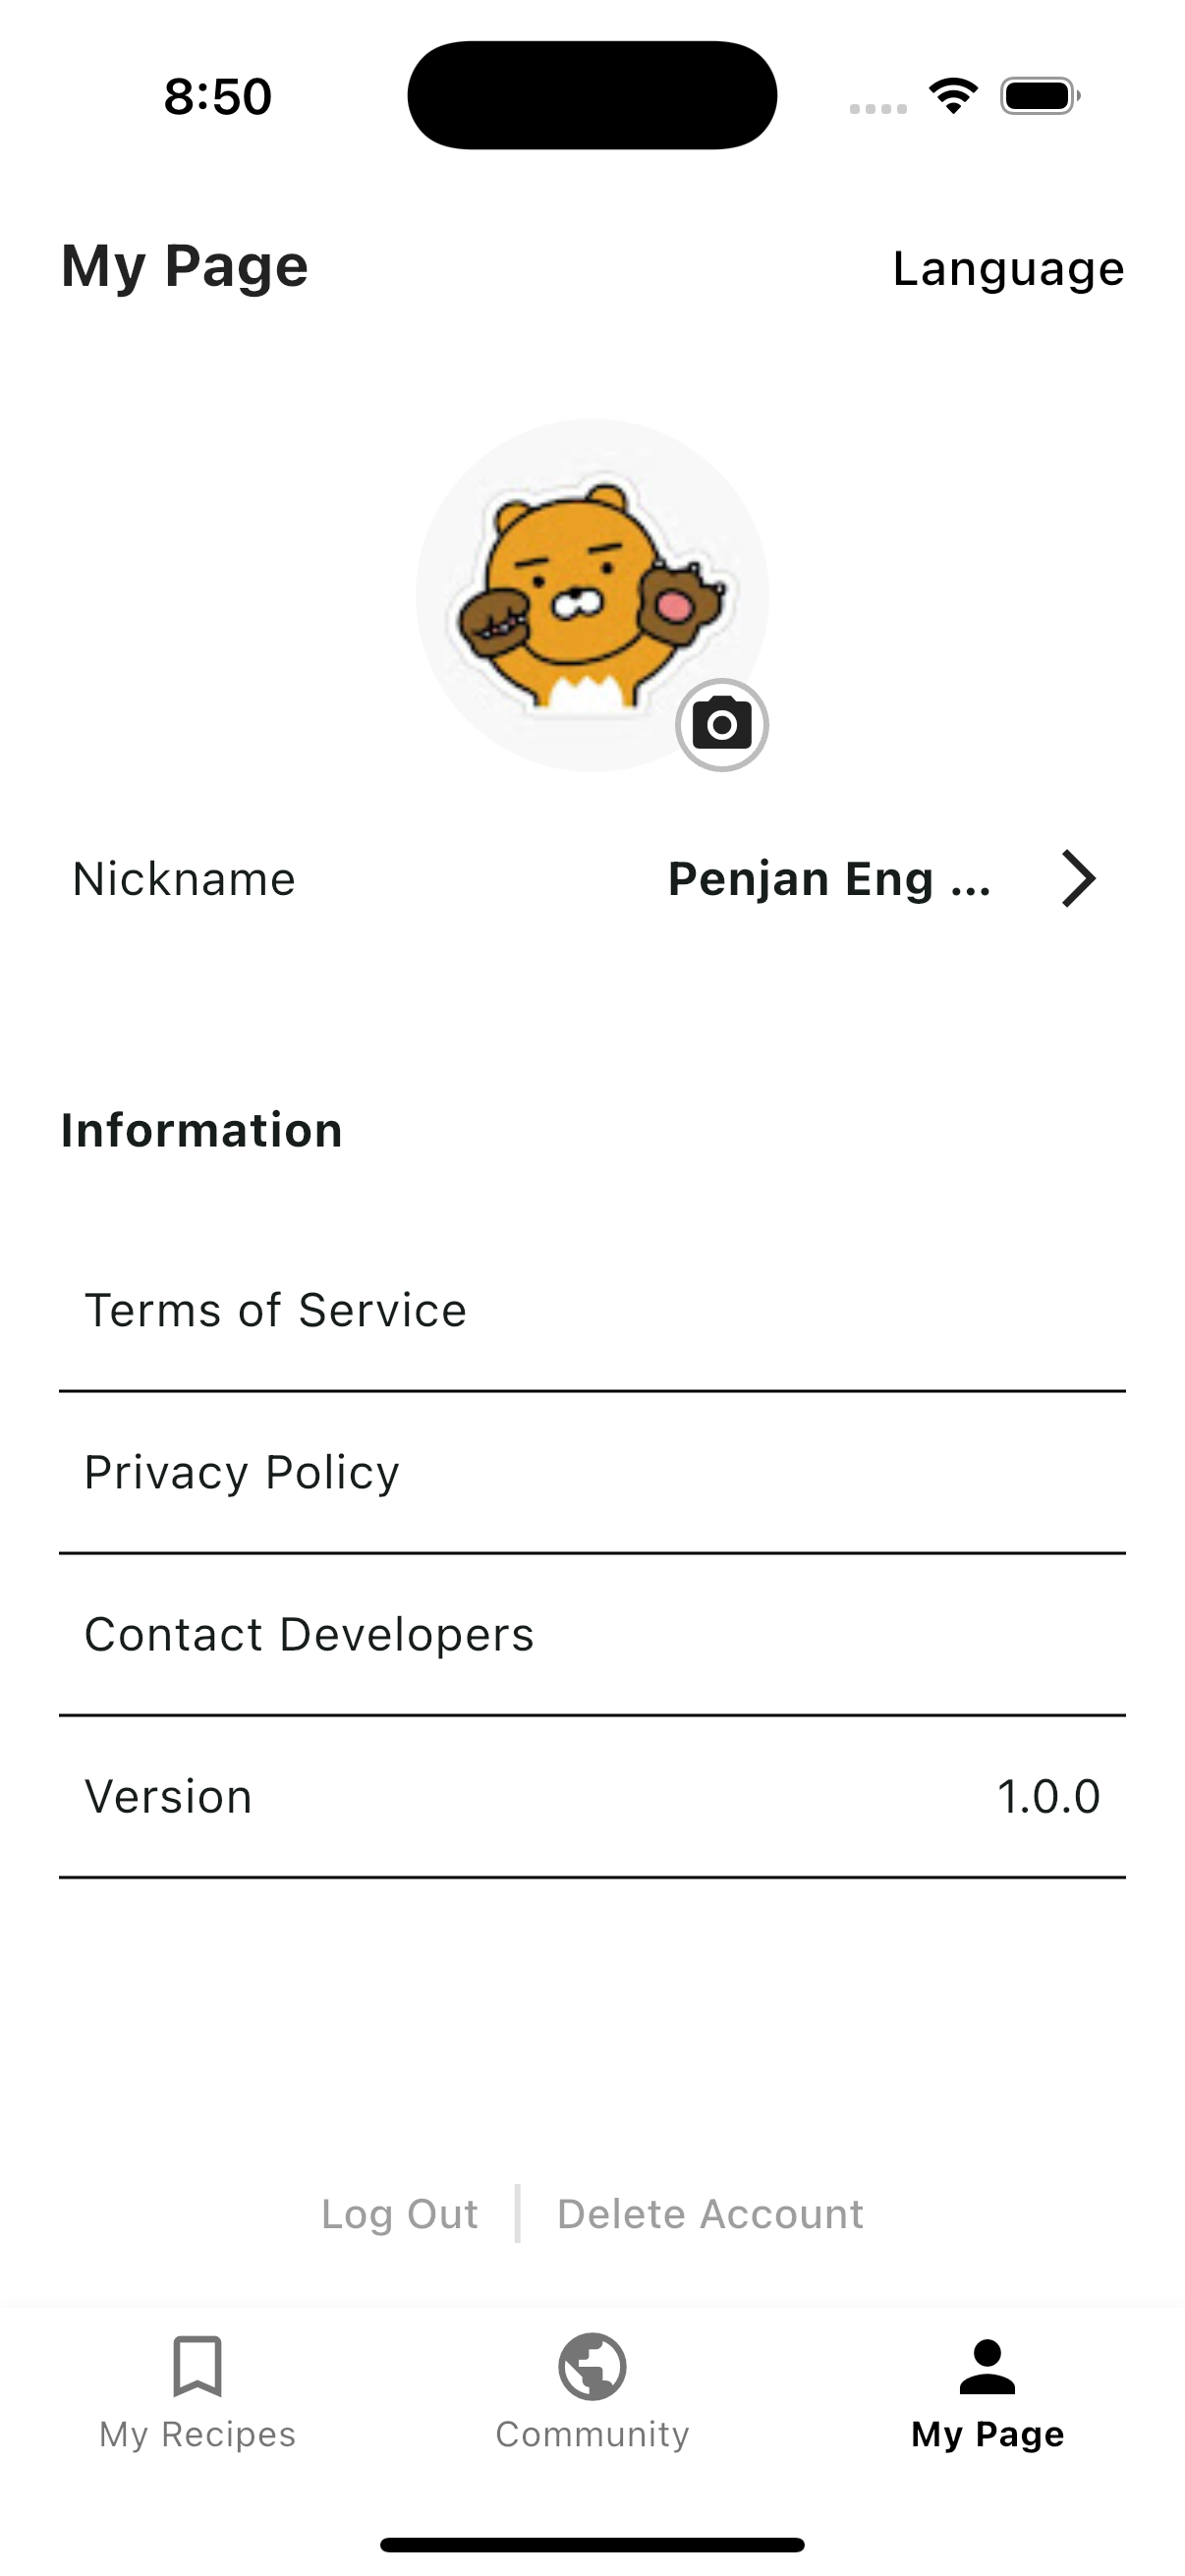 8:50
My Page
Language
Nickname
Penjan Eng ...
Information
Terms of Service
Privacy Policy
Contact Developers
Version
1.0.0
Log Out
Delete Account
My Recipes
Community
My Page